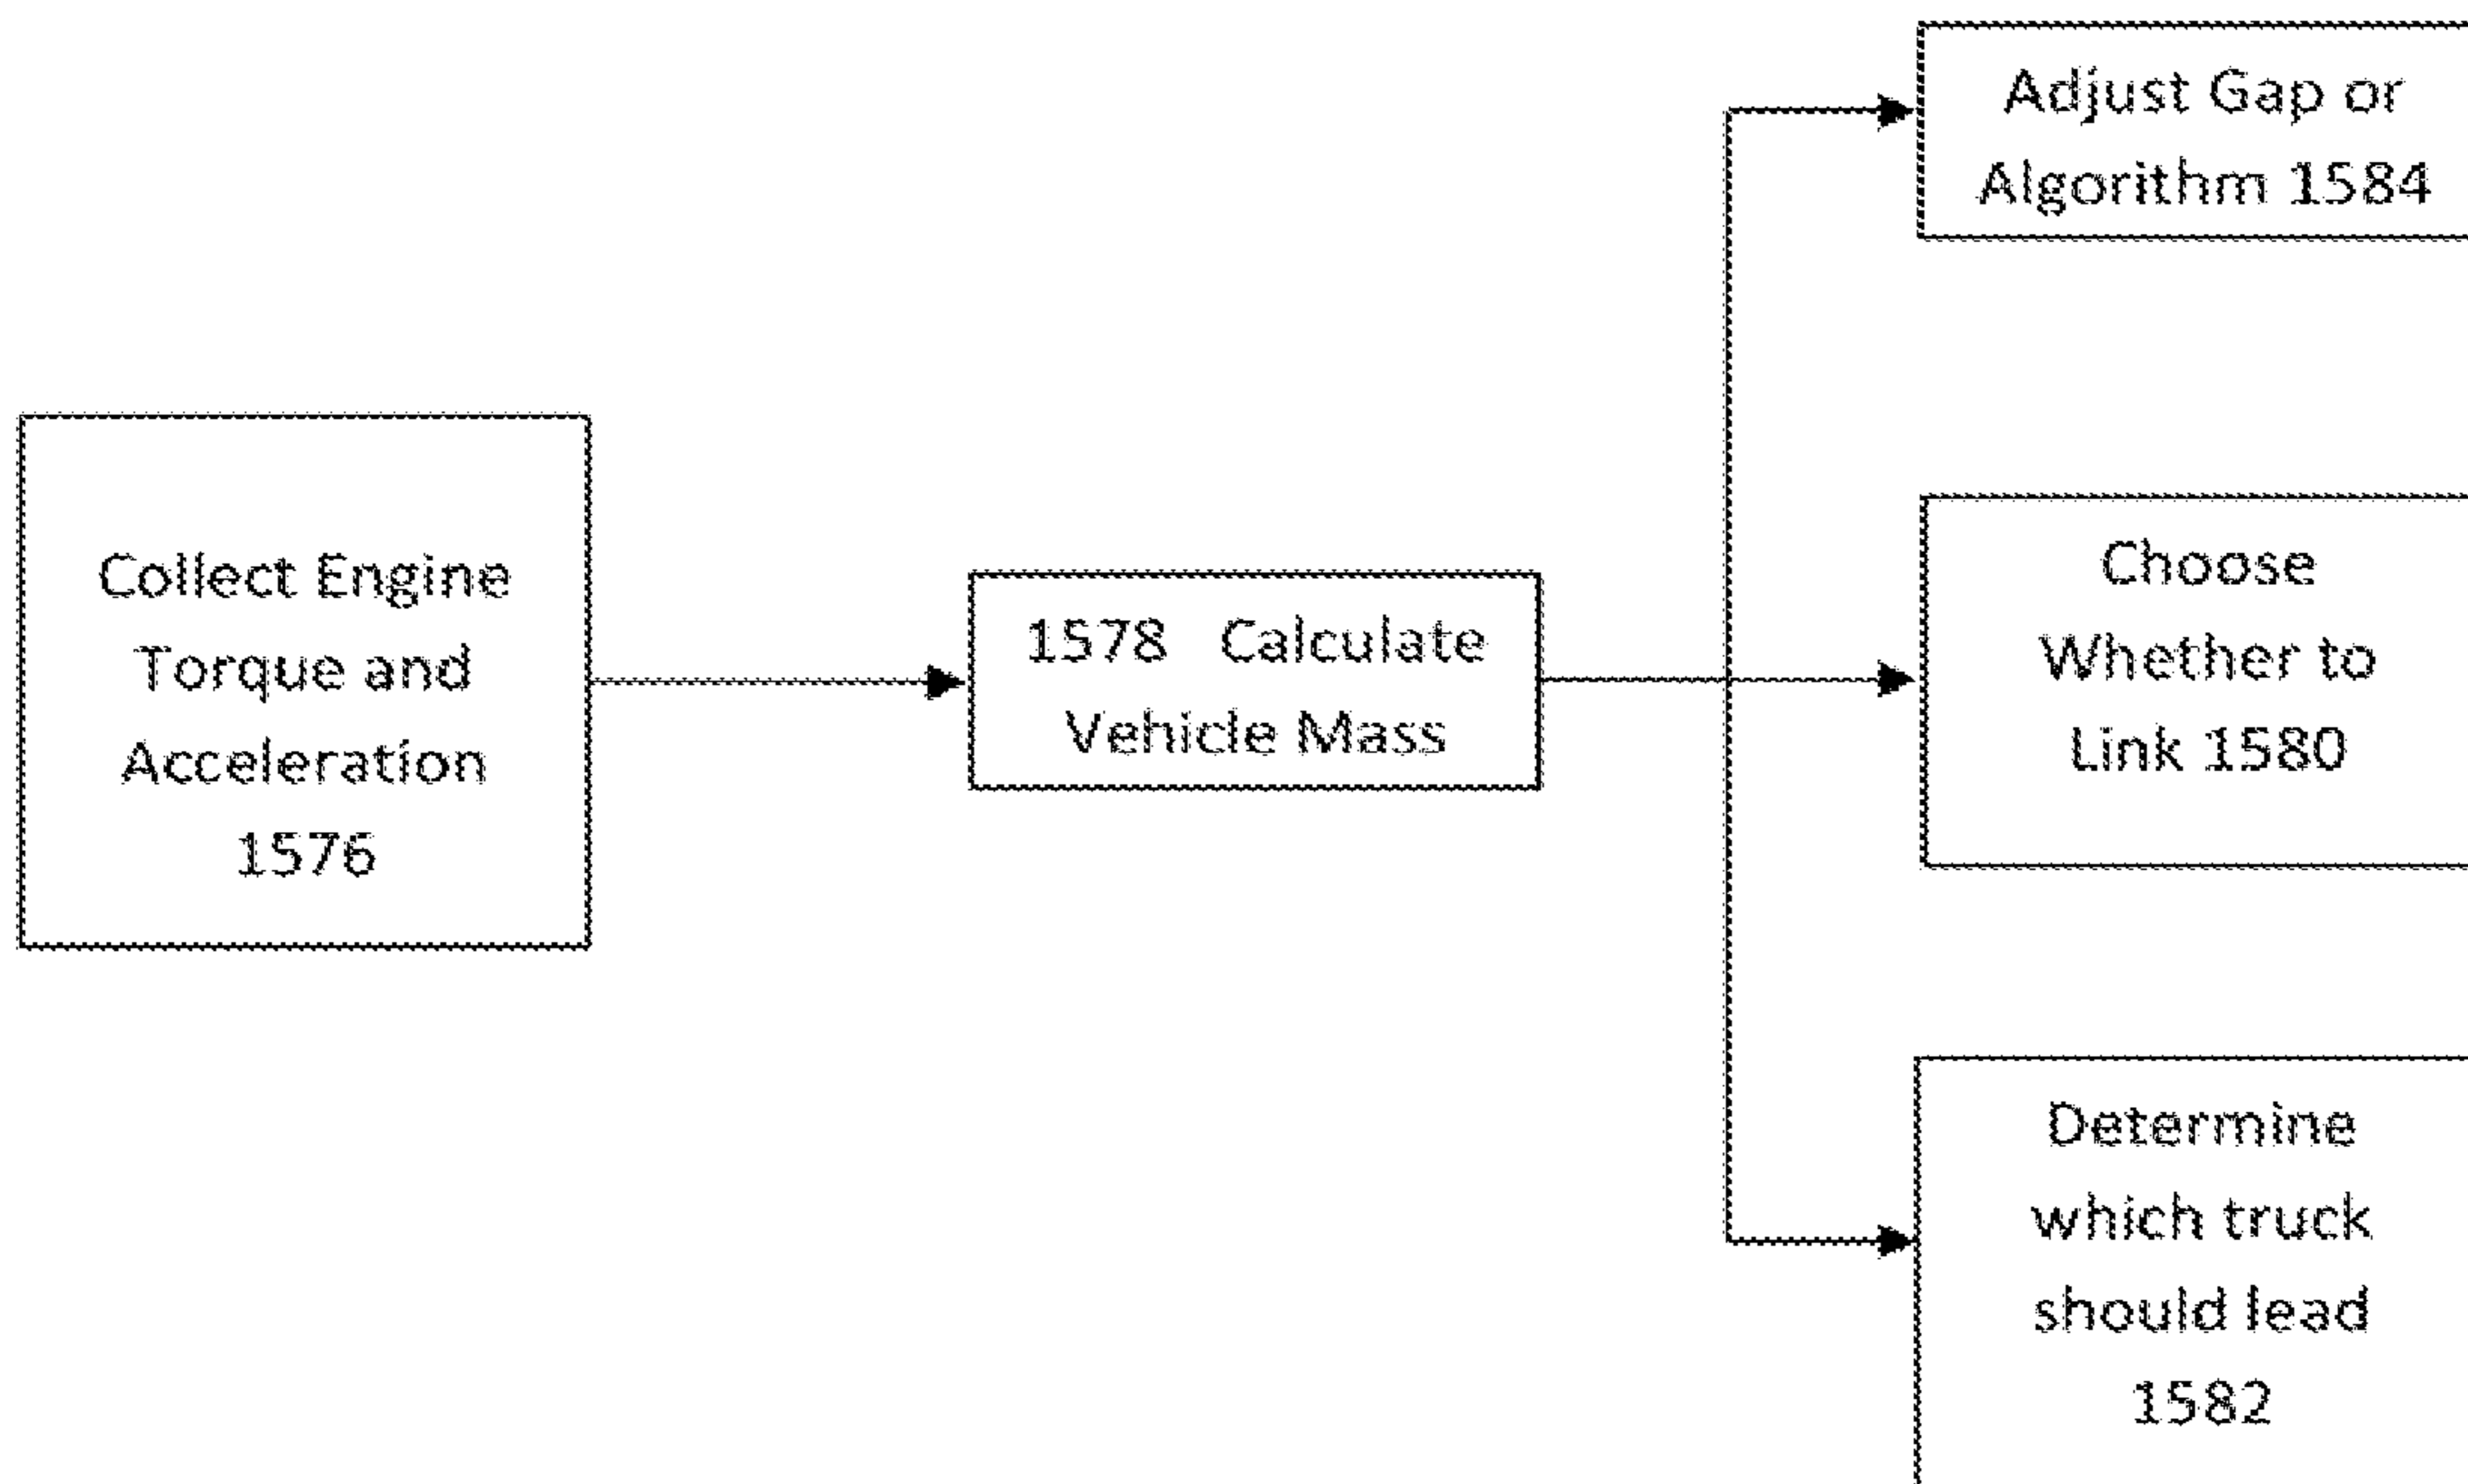 Collect Engine
Torque and
Acceleration
1576
1578 Calculate
Vehicle Mass
Adjust Gap or
Algorithm 1584
Choose
Whether to
Link 1580
Determine
which truck
should lead
1582